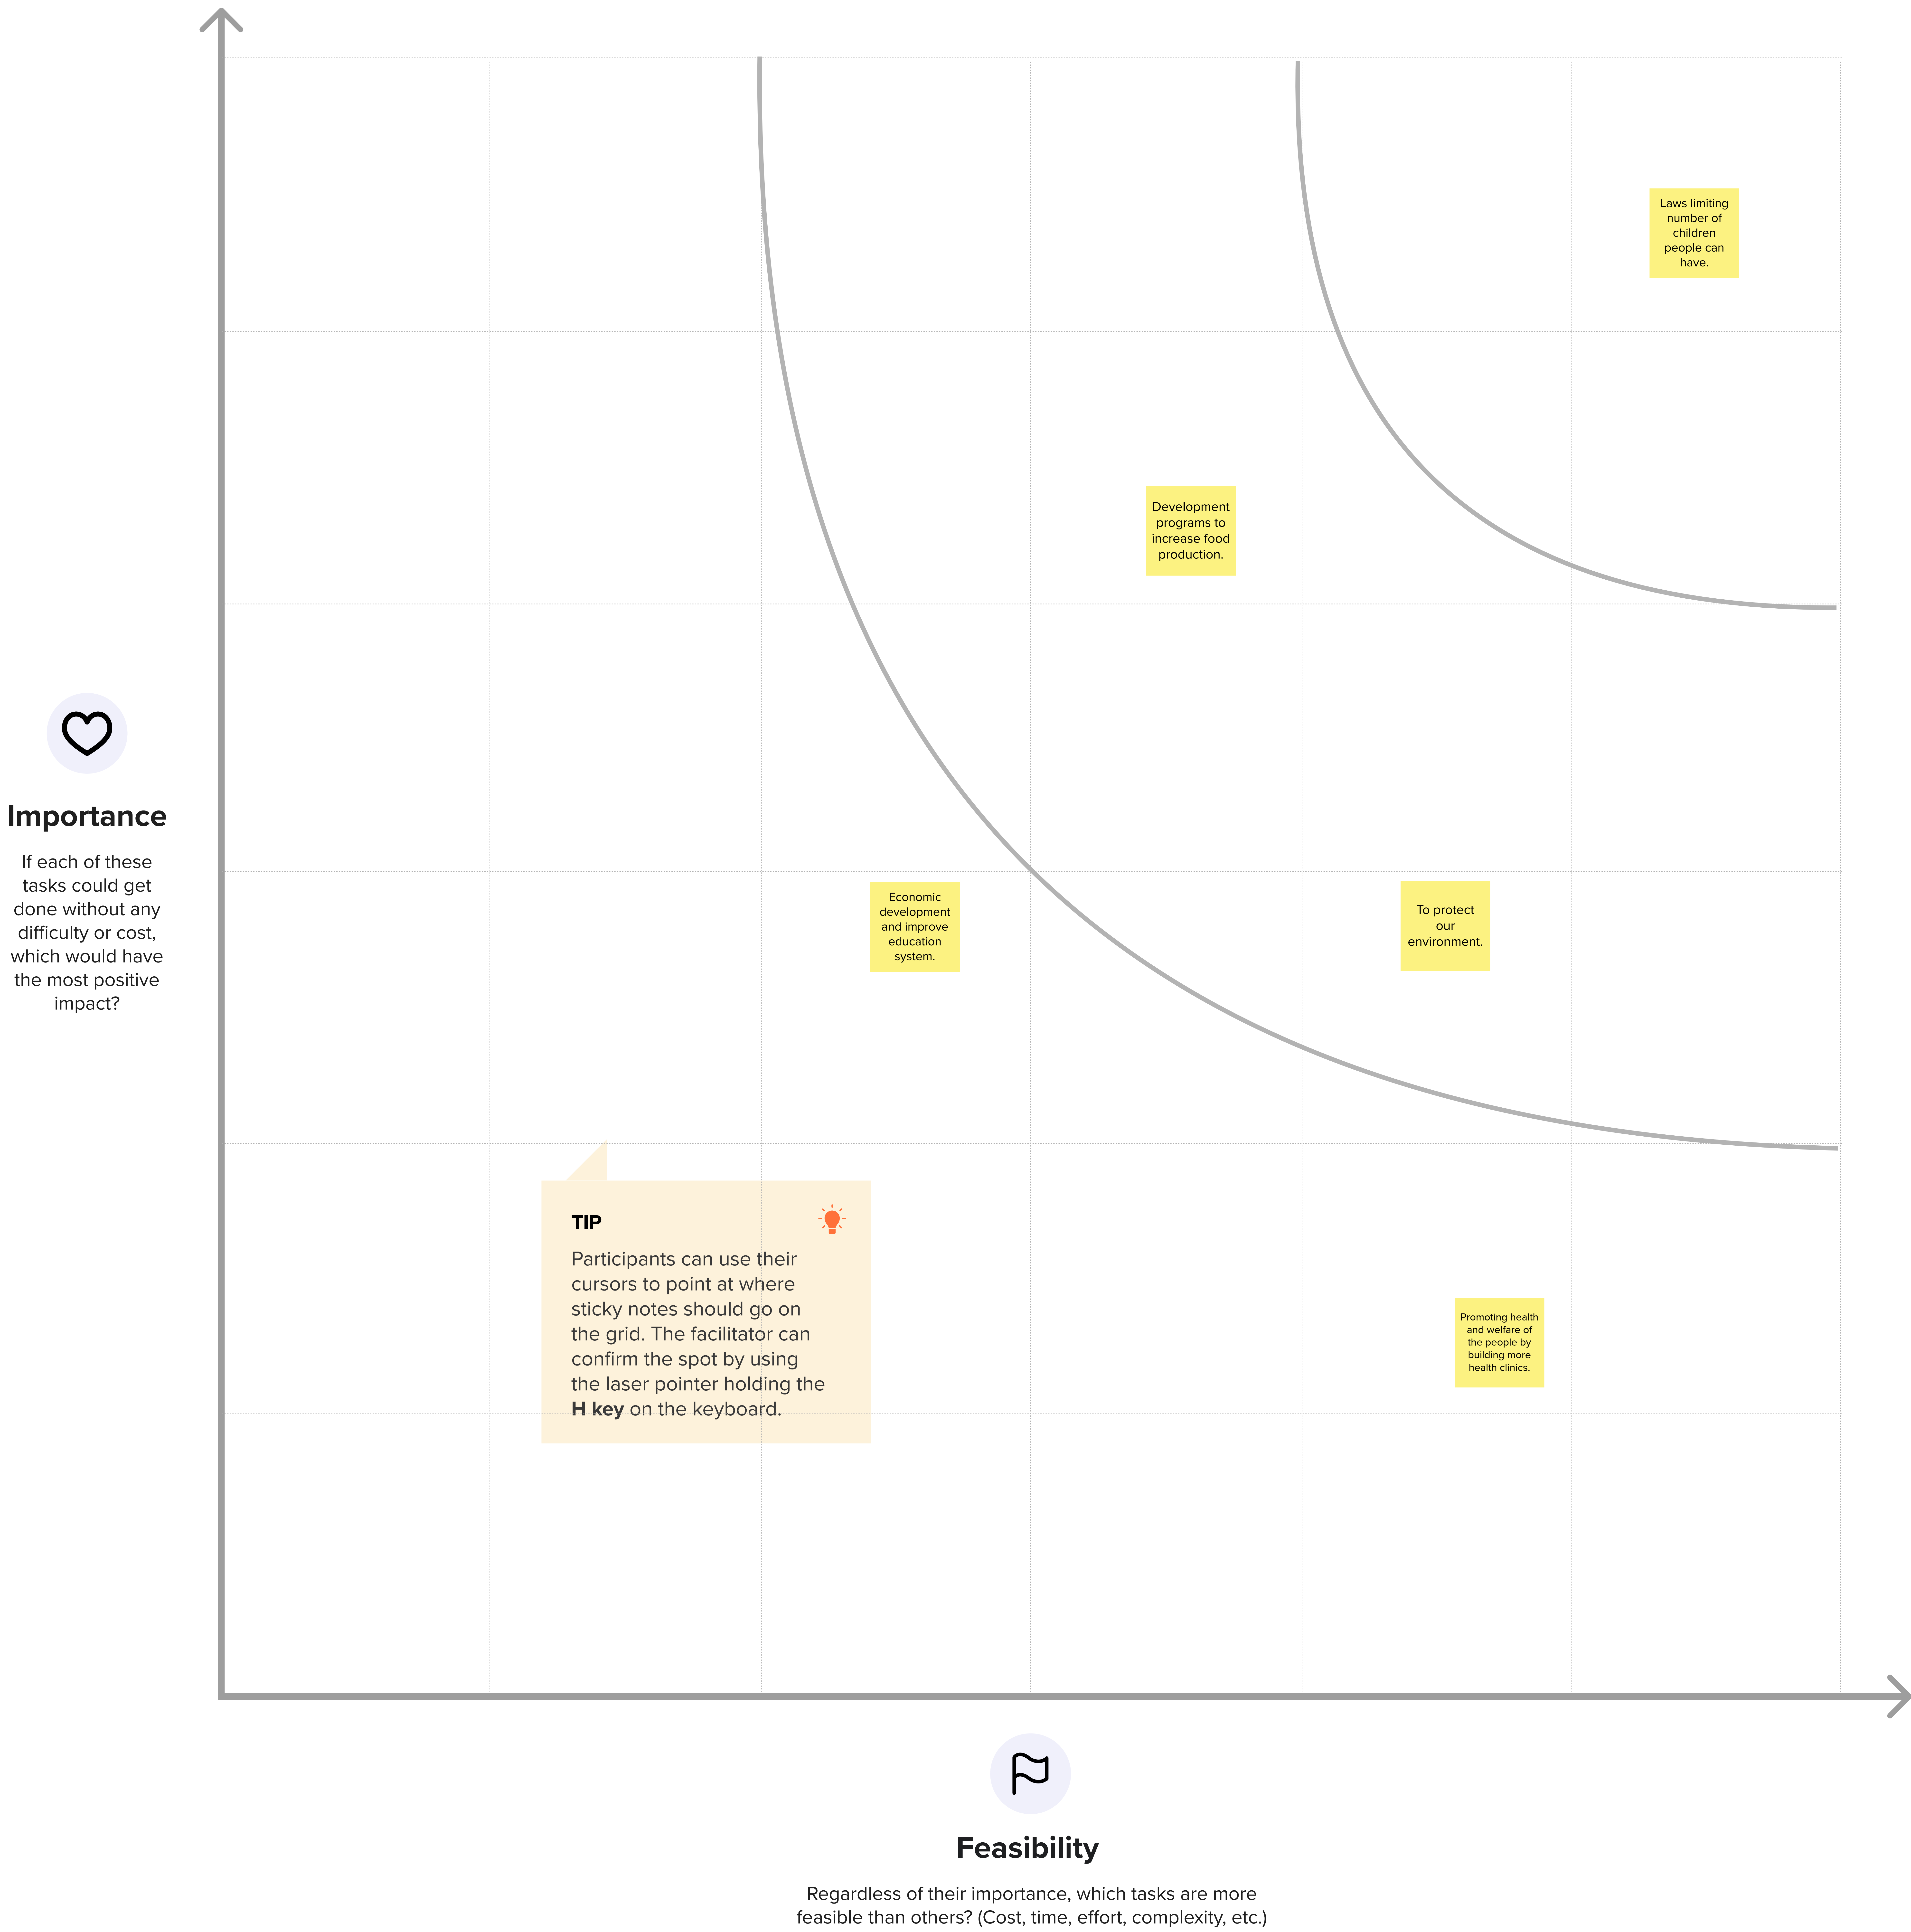 Laws limiting
number of
children
people can
have.
Development
programs to
increase food
production.
Importance
If each of these
tasks could get
done without any
difficulty or cost,
which would have
the most positive
impact?
Economic
development
and improve
education
system.
To protect
our
environment.
TIP
Participants can use their
cursors to point at where
sticky notes should go on
the grid. The facilitator can
confirm the spot by using
the laser pointer holding the
H key on the keyboard.
Promoting health
and welfare of
the people by
building more
health clinics.
Feasibility
Regardless of their importance, which tasks are more
feasible than others? (Cost, time, effort, complexity, etc.)